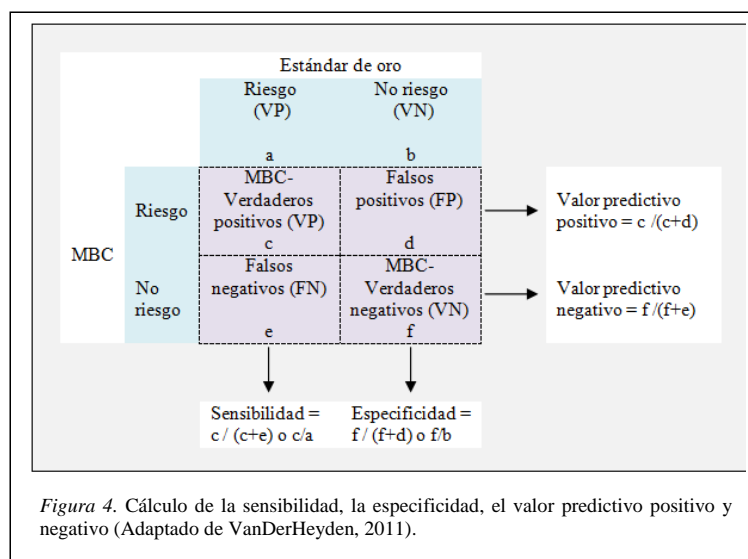 Estándar de oro
Riesgo
(VP)
a
No riesgo
(VN)
b
MBC
Riesgo
MBC-
Verdaderos
positivos (VP)
c
Falsos
positivos (FP)
d
Valor predictivo
positivo = c /(c+d)
No
riesgo
Falsos
negativos (FN)
e
MBC-
Verdaderos
negativos (VN)
f
Valor predictivo
negativo = f /(f+e)
Sensibilidad =
c / (c+e) o c/a
Especificidad =
f / (f+d) o f/b
Figura 4. Cálculo de la sensibilidad, la especificidad, el valor predictivo positivo y
negativo (Adaptado de VanDerHeyden, 2011).